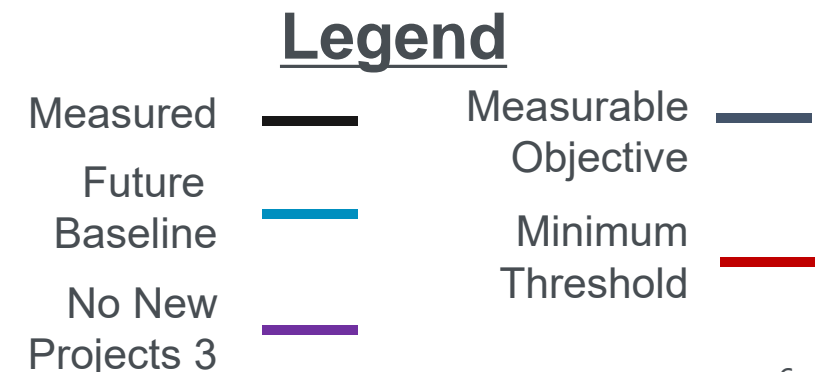 Legend
Measured
Future
Baseline
No New
Projects 3
Measurable
Objective
Minimum
Threshold